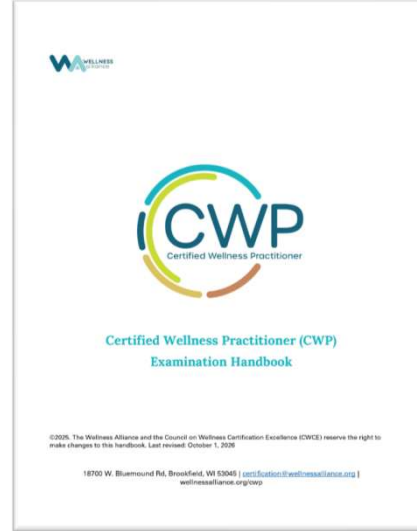 WA WELLNESS
ALLIANCE
CWP
Certified Wellness Practitioner
Certified Wellness Practitioner (CWP)
Examination Handbook
©2025. The Wellness Alliance and the Council on Wellness Certification Excellence (CWCE) reserve the right to
make changes to this handbook. Last revised: October 1, 2026
18700 W. Bluemound Rd, Brookfield, WI 53045 | certification@wellnessalliance.org |
wellnessalliance.org/cwp